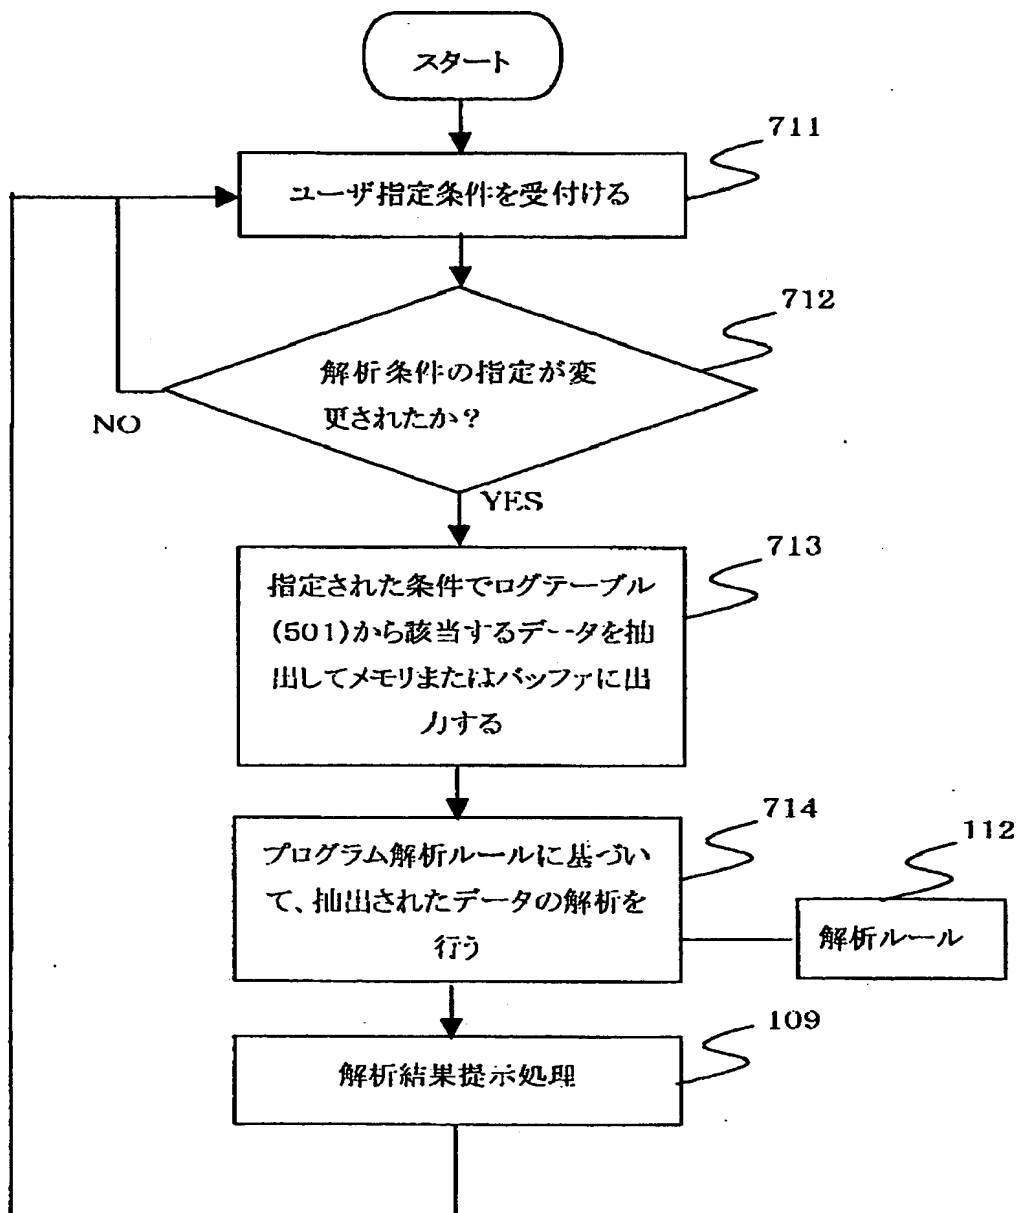 スタート
711
ユーザ指定条件を受付ける
712
解析条件の指定が変
更されたか?
NO
YES
713
指定された条件でログテーブル
(501)から該当するデータを抽
出してメモリまたはバッファに出
力する
714
112
プログラム解析ルールに基づい
て、抽出されたデータの解析を
行う
解析ルール
109
解析結果提示処理